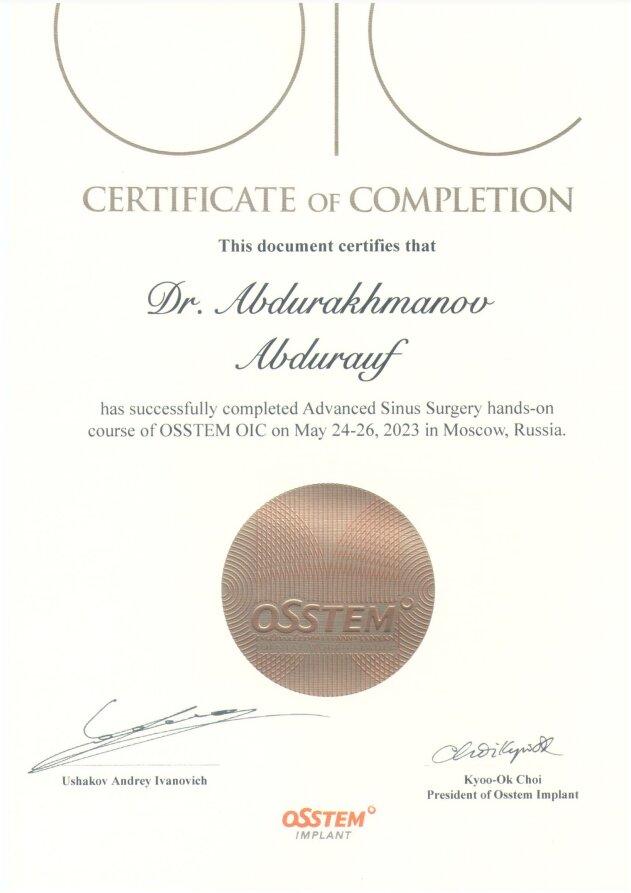 OIC
CERTIFICATE OF COMPLETION
This document certifies that
Dr. Abdurakhmanov
Abdurauf
has successfully completed Advanced Sinus Surgery hands-on
course of OSSTEM OIC on May 24-26, 2023 in Moscow, Russia.
OSSTEM
Ushakov Andrey Ivanovich
Kyoo-Ok Choi
President of Osstem Implant
OSSTEM
IMPLANT